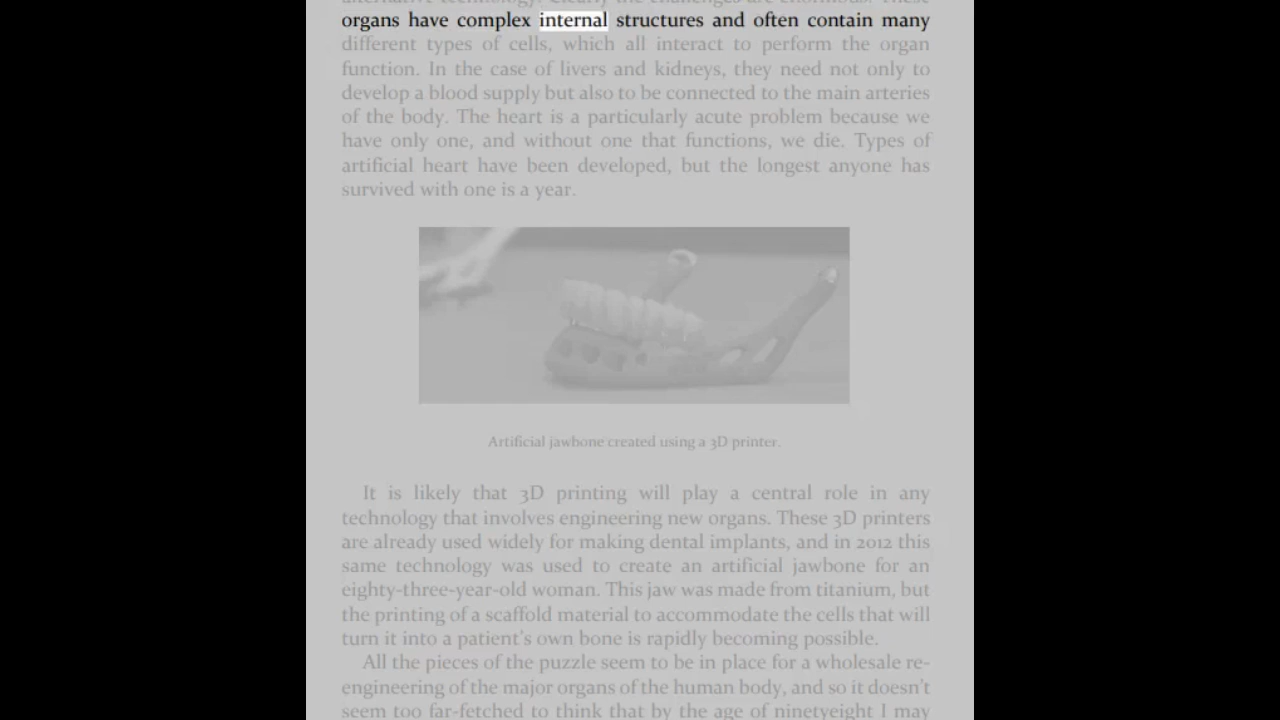 alternative technology. Clearly the challenges are enormous. These
organs have complex internal structures and often contain many
different types of cells, which all interact to perform the organ
function. In the case of livers and kidneys, they need not only to
develop a blood supply but also to be connected to the main arteries
of the body. The heart is a particularly acute problem because we
have only one, and without one that functions, we die. Types of
artificial heart have been developed, but the longest anyone has
survived with one is a year.
Artificial jawbone created using a 3D printer.
It is likely that 3D printing will play a central role in any
technology that involves engineering new organs. These 3D printers
are already used widely for making dental implants, and in 2012 this
same technology was used to create an artificial jawbone for an
eighty-three-year-old woman. This jaw was made from titanium, but
the printing of a scaffold material to accommodate the cells that will
turn it into a patient's own bone is rapidly becoming possible.
All the pieces of the puzzle seem to be in place for a wholesale re-
engineering of the major organs of the human body, and so it doesn't
seem too far-fetched to think that by the age of ninetyeight I may